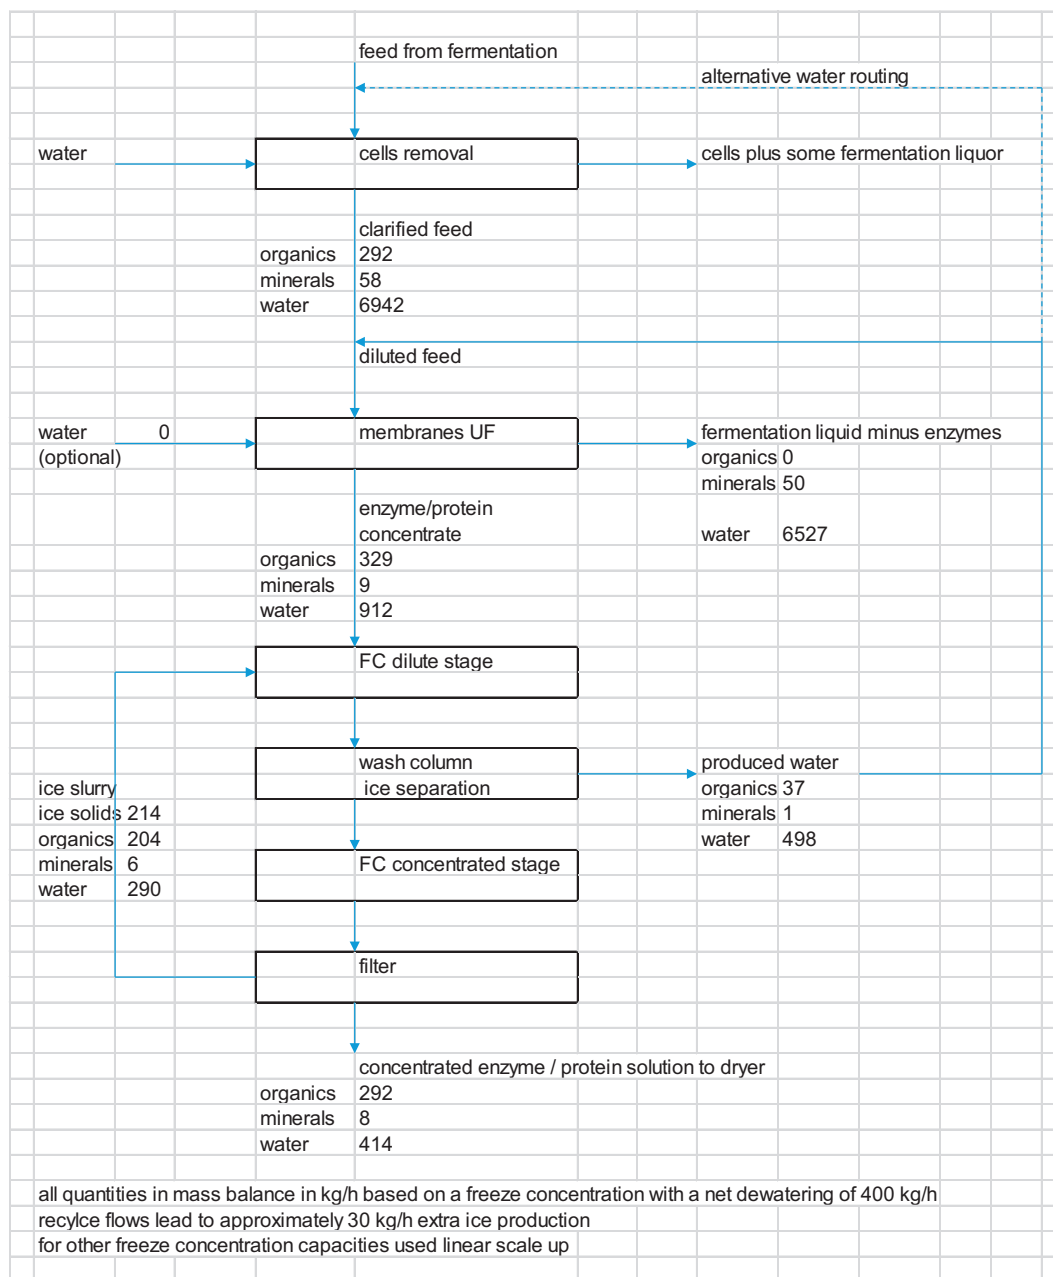 feed from fermentation
alternative water routing
water cells removal cells plus some fermentation liquor
clarified feed
organics 292
minerals 58
water 6942
diluted feed
water 0 membranes UF fermentation liquid minus enzymes
(optional) organics 0
minerals 50
enzyme/protein
concentrate water 6527
organics 329
minerals 9
water 912
FC dilute stage
wash column produced water
ice slurry ice separation organics 37
ice solids 214 minerals 1
organics 204 water 498
minerals 6 FC concentrated stage
water 290
filter
concentrated enzyme / protein solution to dryer
organics 292
minerals 8
water 414
all quantities in mass balance in kg/h based on a freeze concentration with a net dewatering of 400 kg/h
recylce flows lead to approximately 30 kg/h extra ice production
for other freeze concentration capacities used linear scale up